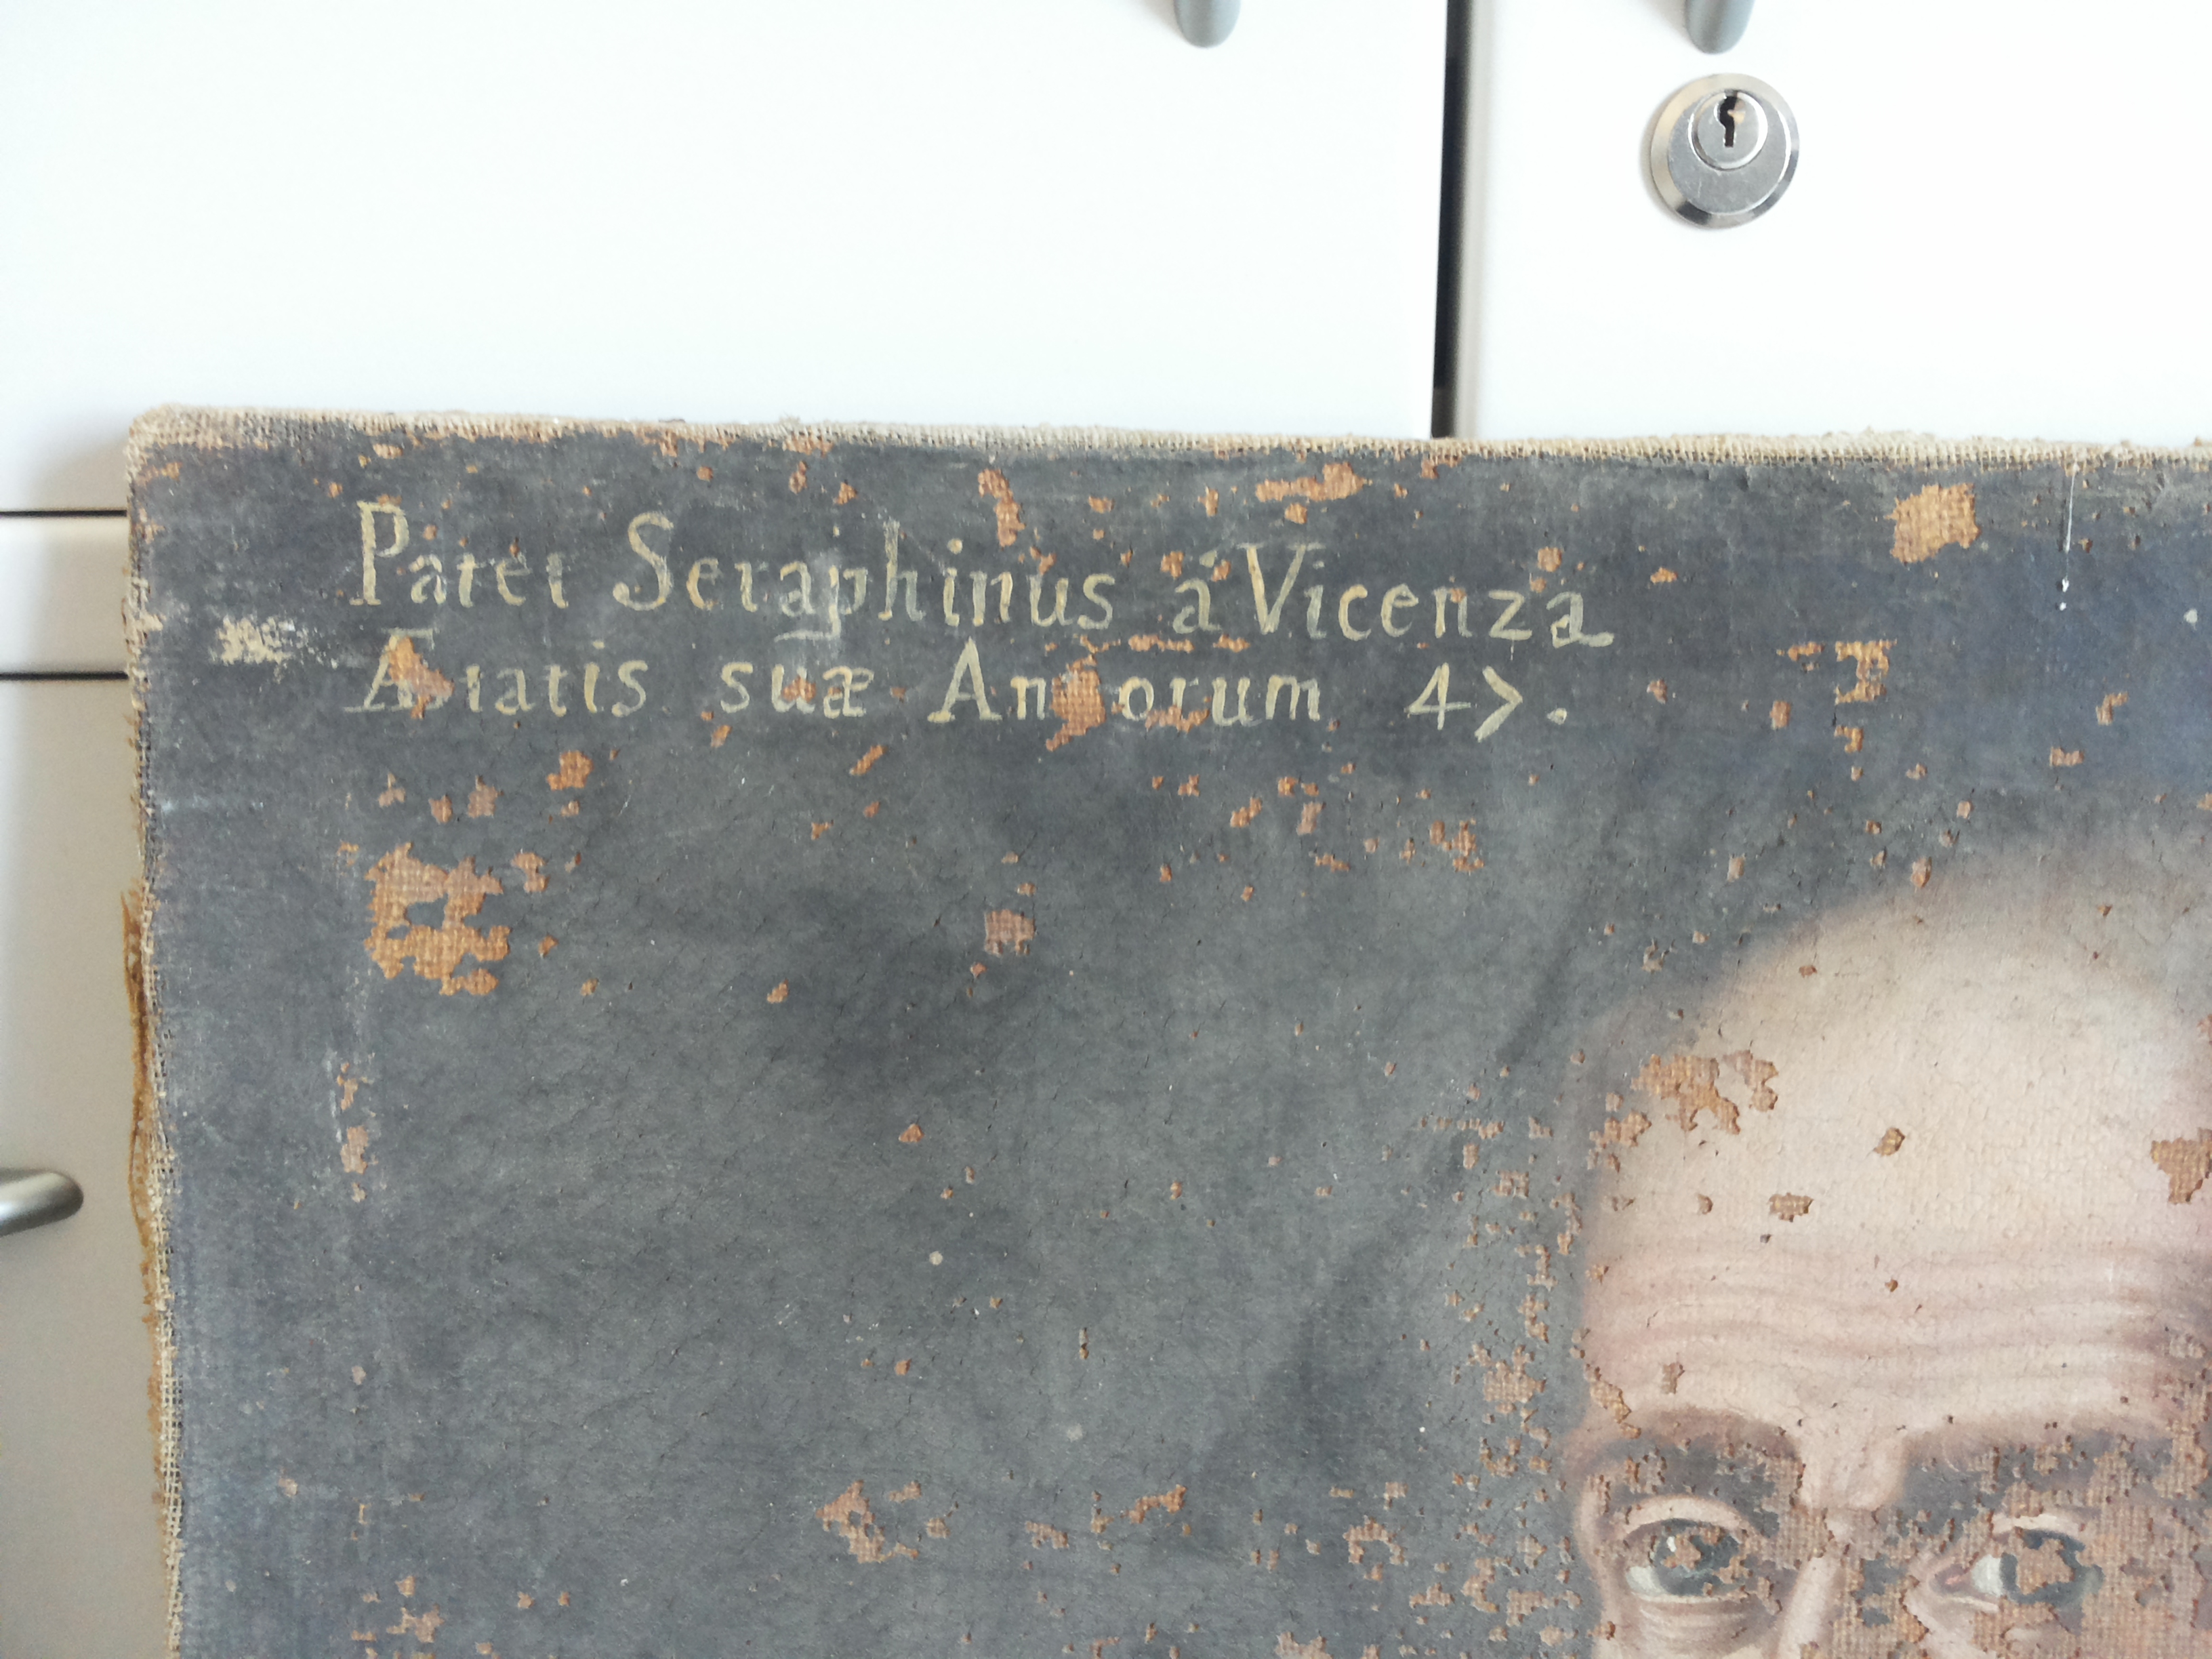 Pater Seraphinus á Vicenza
Ætatis suæ Annorum 47.